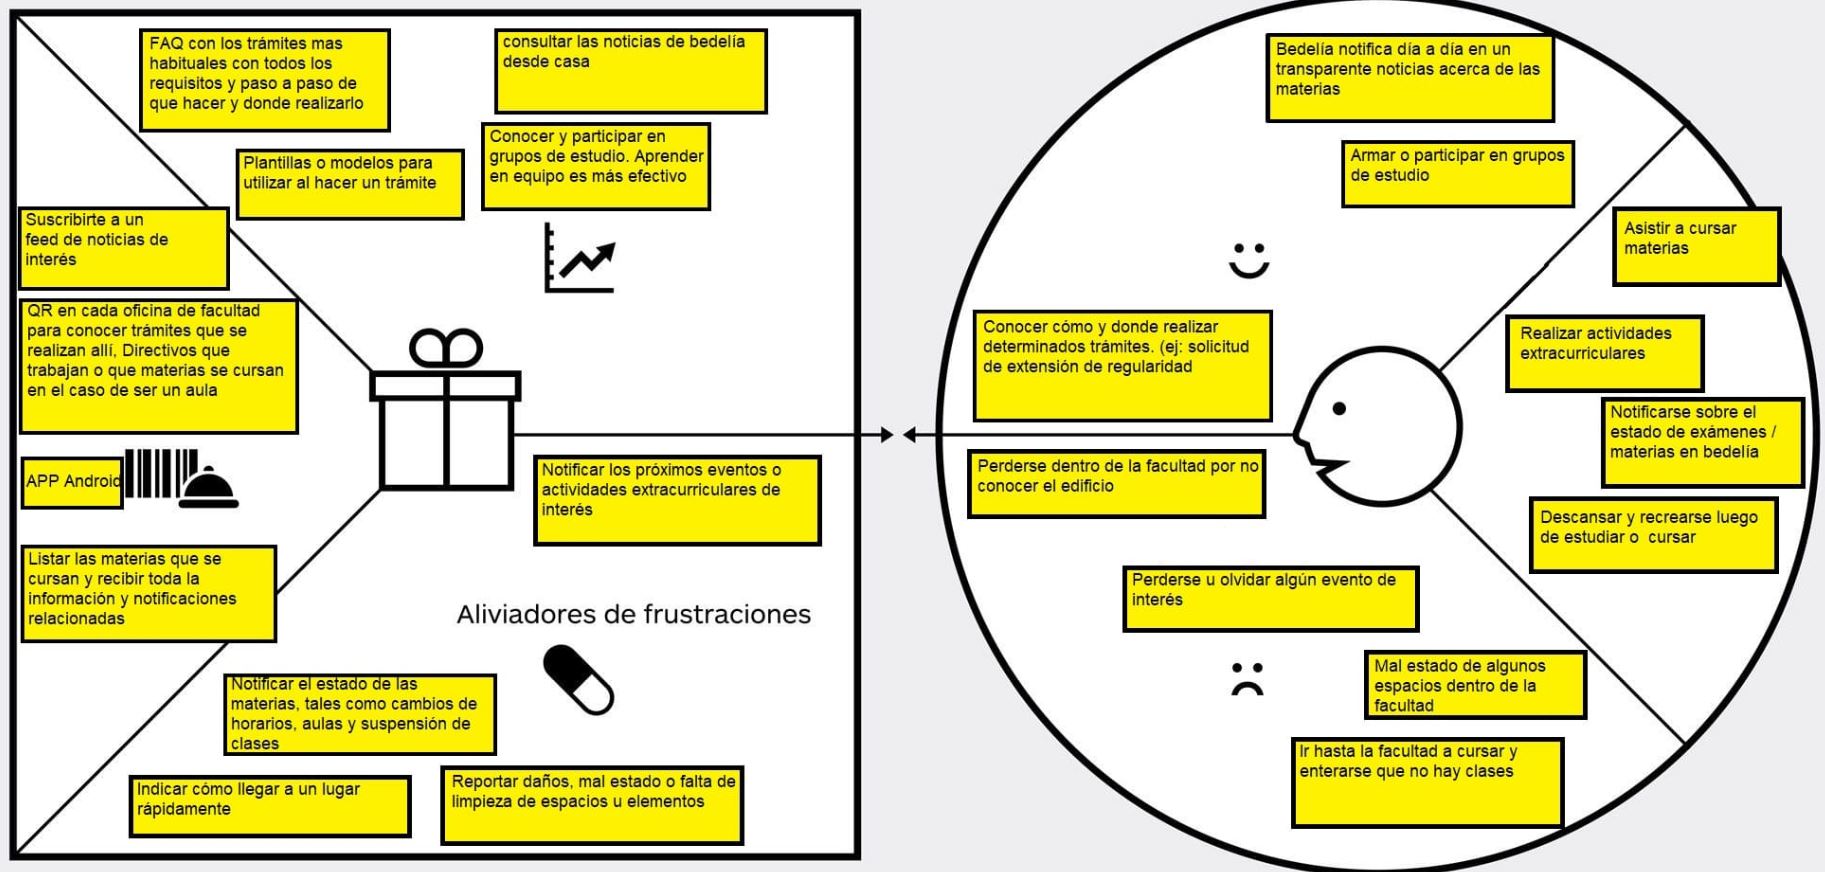 FAQ con los trámites mas
habituales con todos los
requisitos y paso a paso de
que hacer y donde realizarlo
consultar las noticias de bedelía
desde casa
Plantillas o modelos para
utilizar al hacer un trámite
Conocer y participar en
grupos de estudio. Aprender
en equipo es más efectivo
Suscribirte a un
feed de noticias de
interés
QR en cada oficina de facultad
para conocer trámites que se
realizan allí, Directivos que
trabajan o que materias se cursan
en el caso de ser un aula
APP Android
Listar las materias que se
cursan y recibir toda la
información y notificaciones
relacionadas
Notificar los próximos eventos o
actividades extracurriculares de
interés
Aliviadores de frustraciones
Notificar el estado de las
materias, tales como cambios de
horarios, aulas y suspensión de
clases
Indicar cómo llegar a un lugar
rápidamente
Reportar daños, mal estado o falta de
limpieza de espacios u elementos
Bedelía notifica día a día en un
transparente noticias acerca de las
materias
Armar o participar en grupos
de estudio
Conocer cómo y donde realizar
determinados trámites. (ej: solicitud
de extensión de regularidad
Asistir a cursar
materias
Realizar actividades
extracurriculares
Notificarse sobre el
estado de exámenes /
materias en bedelía
Descansar y recrearse luego
de estudiar o  cursar
Perderse dentro de la facultad por no
conocer el edificio
Perderse u olvidar algún evento de
interés
Mal estado de algunos
espacios dentro de la
facultad
Ir hasta la facultad a cursar y
enterarse que no hay clases